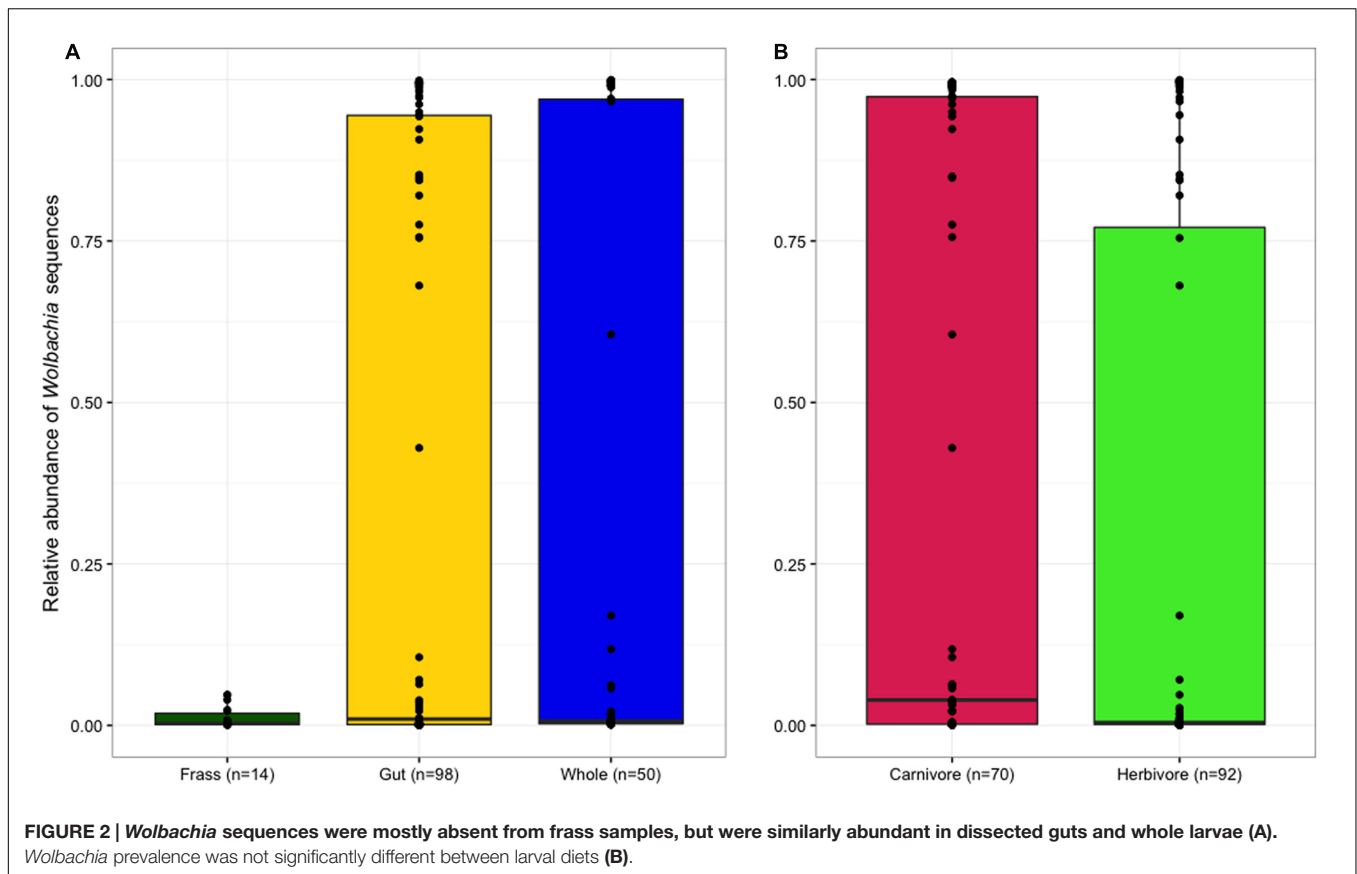 A
B
Relative abundance of Wolbachia sequences
1.00
0.75
0.50
0.25
0.00
Frass (n=14)
Gut (n=98)
Whole (n=50)
1.00
0.75
0.50
0.25
0.00
Carnivore (n=70)
Herbivore (n=92)
FIGURE 2 | Wolbachia sequences were mostly absent from frass samples, but were similarly abundant in dissected guts and whole larvae (A).
Wolbachia prevalence was not significantly different between larval diets (B).